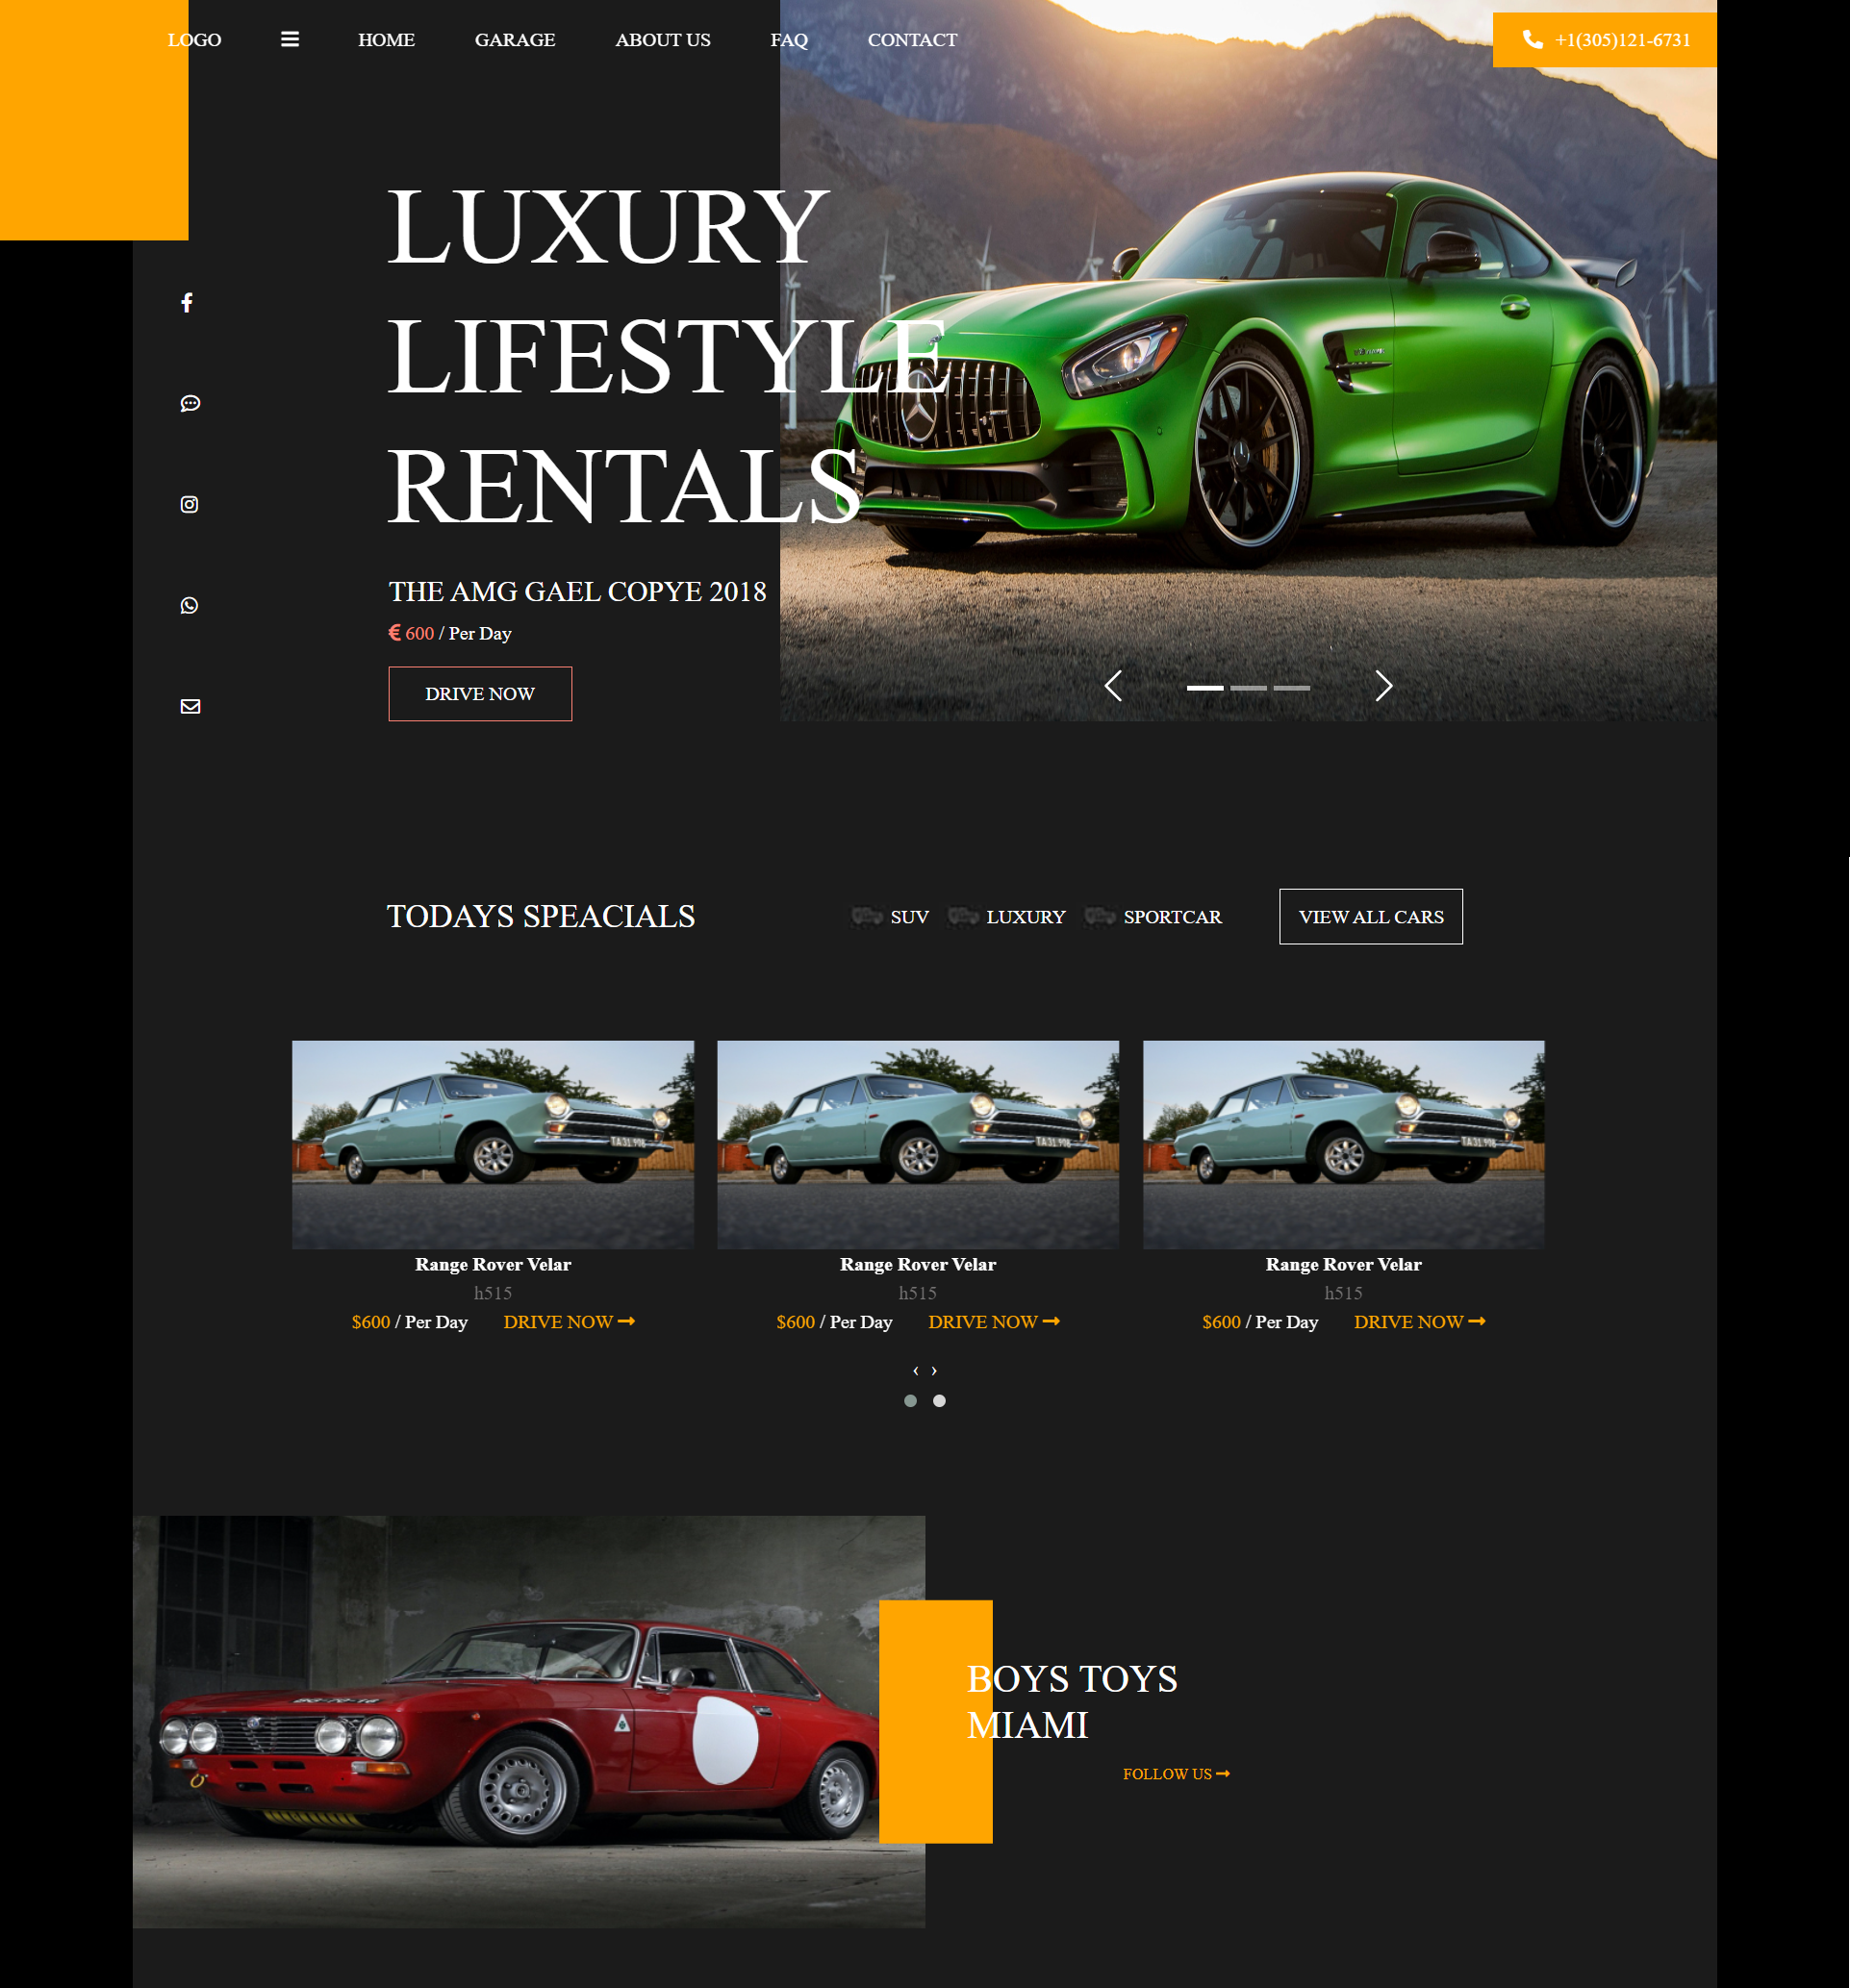 LOGO HOME GARAGE ABOUT US FAQ CONTACT +1(305)121-6731
LUXURY
LIFESTYLE
RENTALS
THE AMG GAEL COPYE 2018
€ 600 / Per Day
DRIVE NOW
TODAYS SPEACIALS SUV LUXURY SPORTCAR VIEW ALL CARS
Range Rover Velar
h515
$600 / Per Day DRIVE NOW
Range Rover Velar
h515
$600 / Per Day DRIVE NOW
Range Rover Velar
h515
$600 / Per Day DRIVE NOW
‹ ›
BOYS TOYS
MIAMI
FOLLOW US